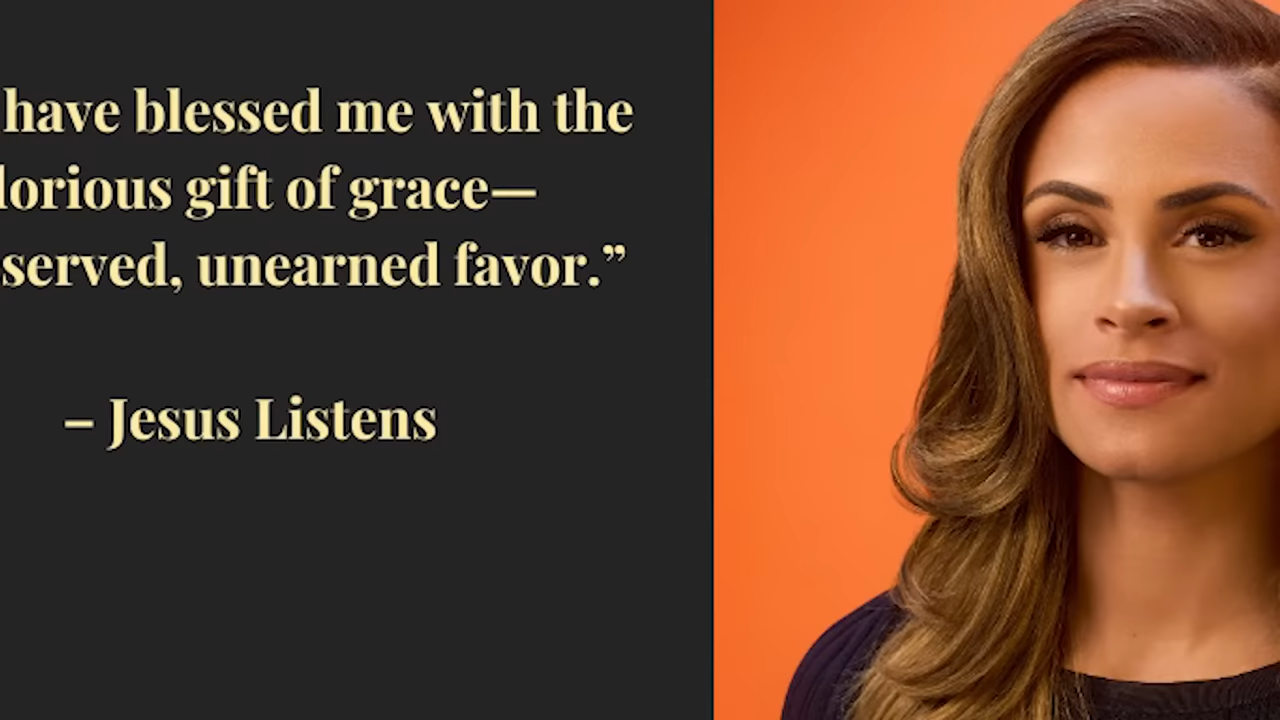 have blessed me with the
lorious gift of grace—
served, unearned favor.”
– Jesus Listens